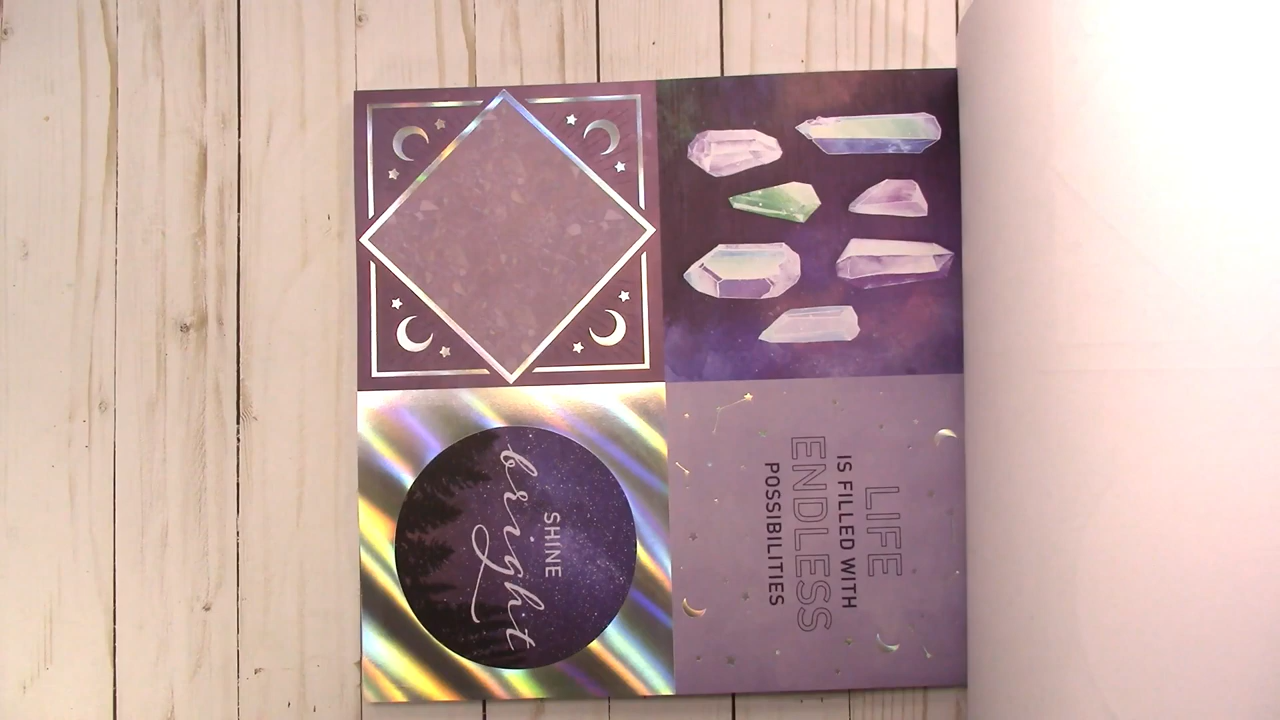 SHINE
bright
LIFE
IS FILLED WITH
ENDLESS
POSSIBILITIES